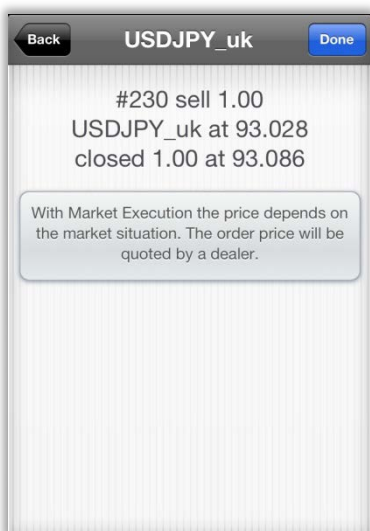 Back
USDJPY_uk
Done
#230 sell 1.00
USDJPY_uk at 93.028
closed 1.00 at 93.086
With Market Execution the price depends on
the market situation. The order price will be
quoted by a dealer.